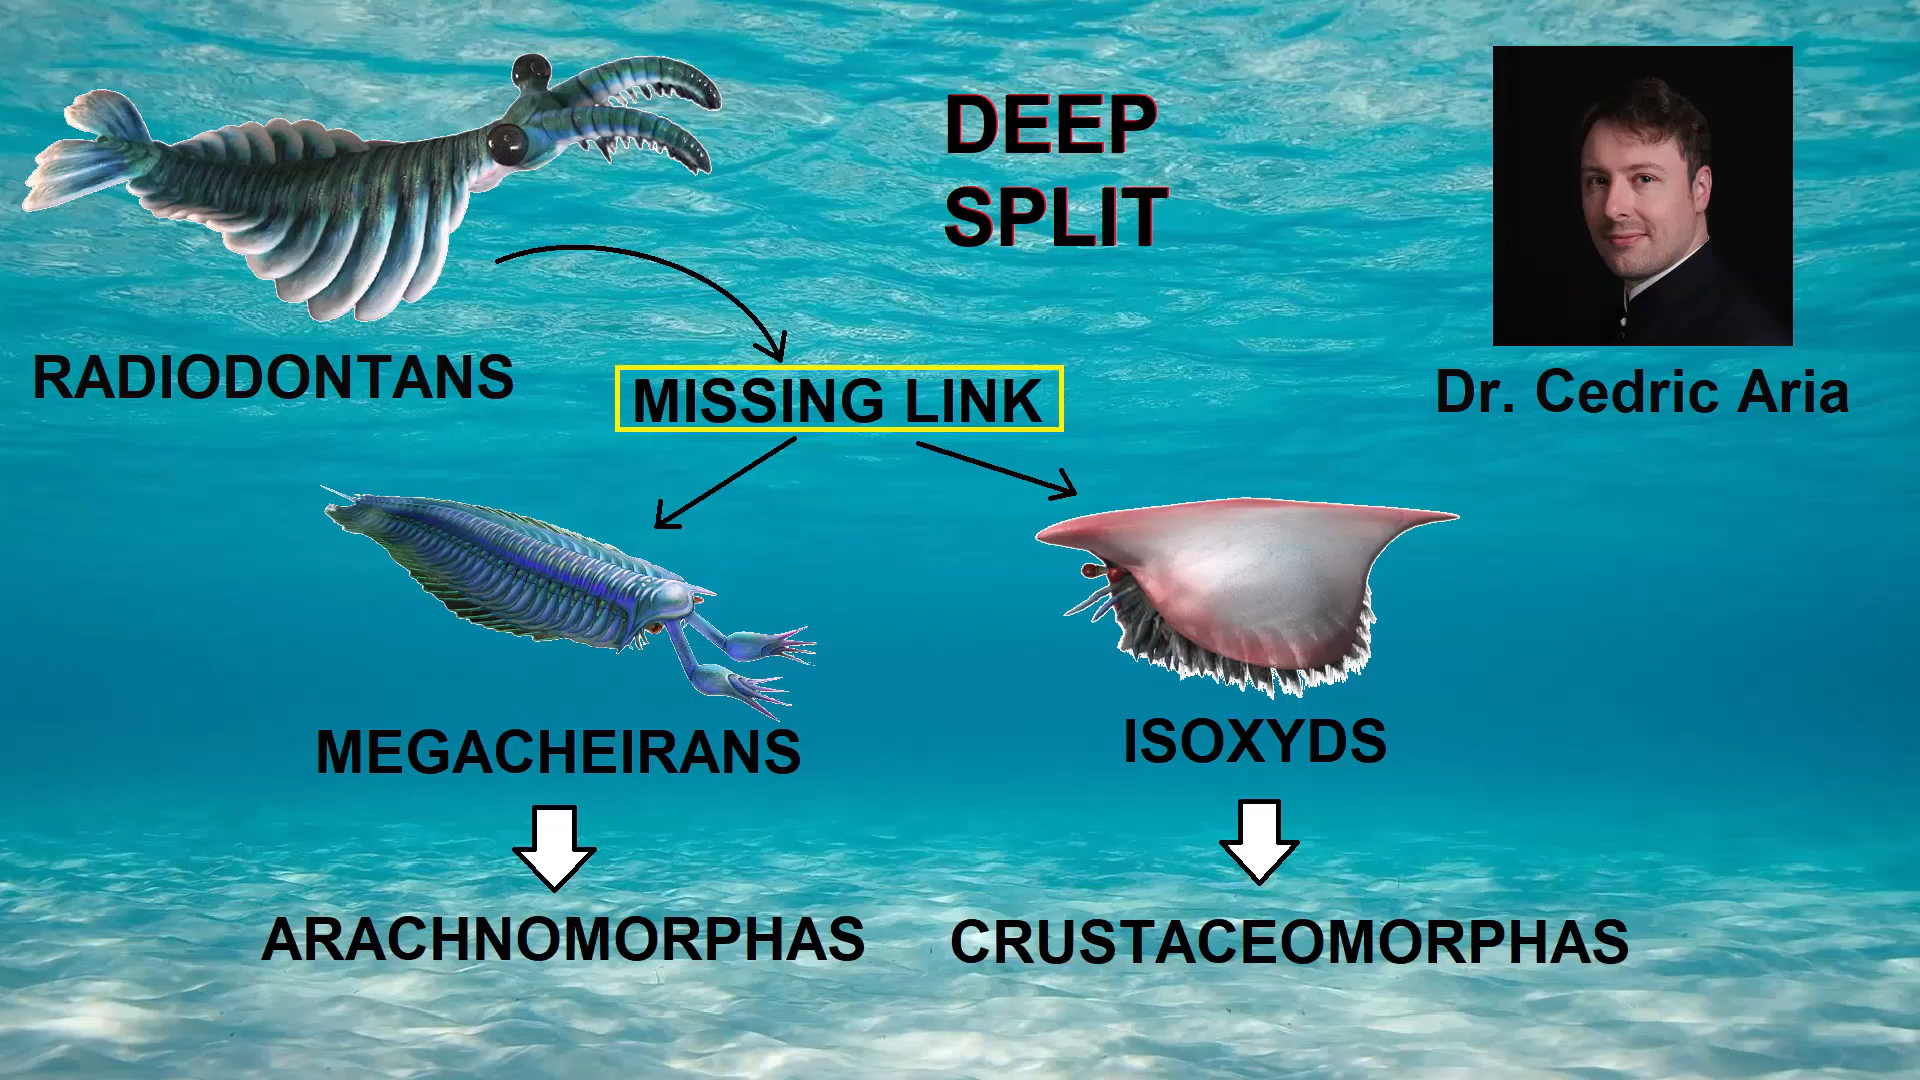 DEEP
SPLIT
RADIODONTANS
MISSING LINK
Dr. Cedric Aria
MEGACHEIRANS
ISOXYDS
ARACHNOMORPHAS
CRUSTACEOMORPHAS